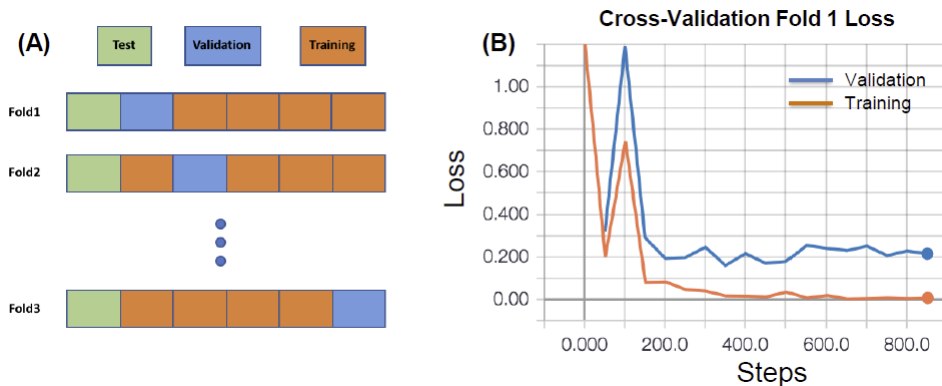 (A)
Test
Validation
Training
Fold1
Fold2
Fold3
Cross-Validation Fold 1 Loss
(B)
Validation
Training
Loss
1.00
0.800
0.600
0.400
0.200
0.00
0.000
200.0
400.0
600.0
800.0
Steps